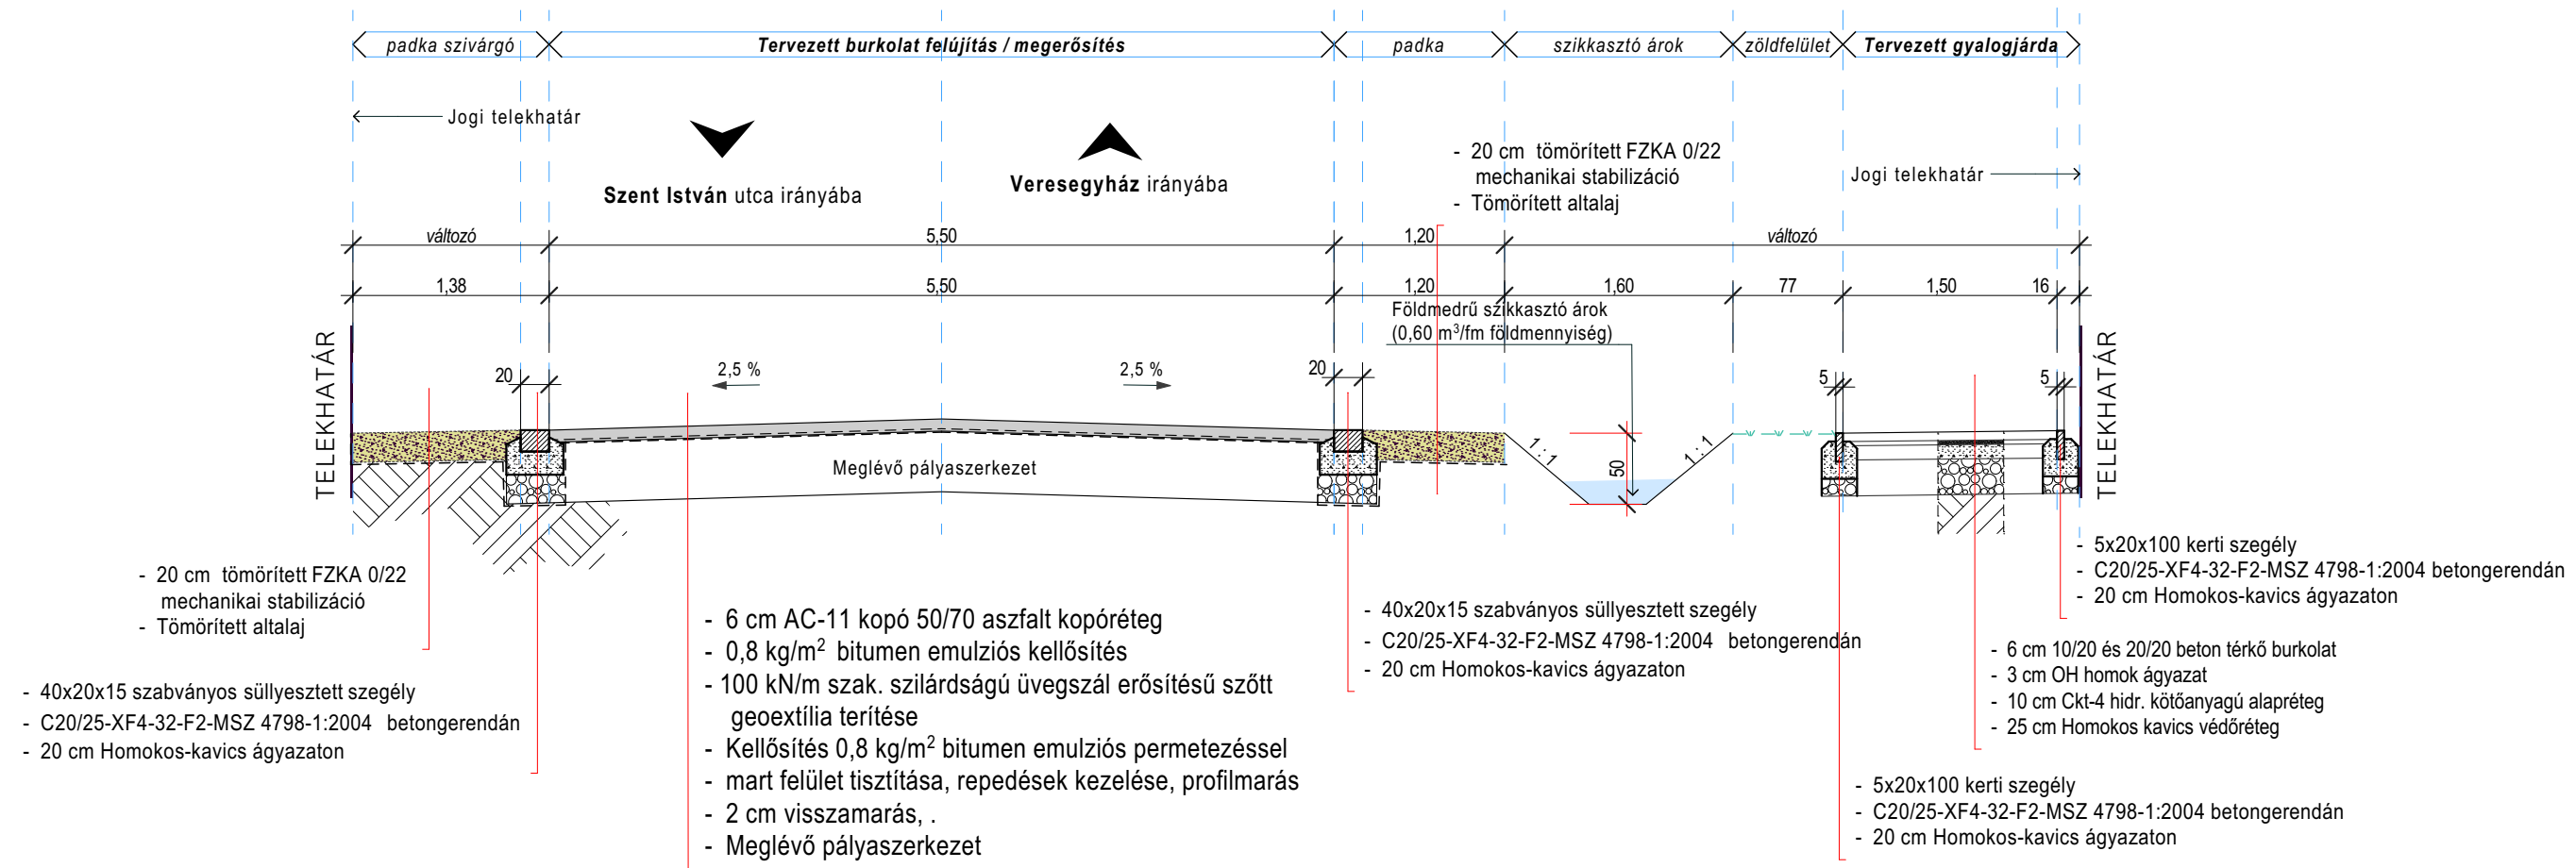 padka szivárgó
Tervezett burkolat felújítás / megerősítés
padka
szikkasztó árok
zöldfelület
Tervezett gyalogjárda
Jogi telekhatár
Szent István utca irányába
Veresegyház irányába
- 20 cm tömörített FZKA 0/22
mechanikai stabilizáció
- Tömörített altalaj
Jogi telekhatár
változó
5,50
1,20
változó
1,38
5,50
1,20
1,60
77
1,50
16
Földmedrű szikkasztó árok
(0,60 m³/fm földmennyiség)
TELEKHATÁR
20
2,5 %
2,5 %
20
5
5
TELEKHATÁR
1:1
50
1:1
Meglévő pályaszerkezet
- 20 cm tömörített FZKA 0/22
mechanikai stabilizáció
- Tömörített altalaj
- 40x20x15 szabványos süllyesztett szegély
- C20/25-XF4-32-F2-MSZ 4798-1:2004 betongerendán
- 20 cm Homokos-kavics ágyazaton
- 6 cm AC-11 kopó 50/70 aszfalt kopóréteg
- 0,8 kg/m² bitumen emulziós kellősítés
- 100 kN/m szak. szilárdságú üvegszál erősítésű szőtt
geoextília terítése
- Kellősítés 0,8 kg/m² bitumen emulziós permetezéssel
- mart felület tisztítása, repedések kezelése, profilmarás
- 2 cm visszamarás, .
- Meglévő pályaszerkezet
- 40x20x15 szabványos süllyesztett szegély
- C20/25-XF4-32-F2-MSZ 4798-1:2004 betongerendán
- 20 cm Homokos-kavics ágyazaton
- 5x20x100 kerti szegély
- C20/25-XF4-32-F2-MSZ 4798-1:2004 betongerendán
- 20 cm Homokos-kavics ágyazaton
- 6 cm 10/20 és 20/20 beton térkő burkolat
- 3 cm OH homok ágyazat
- 10 cm Ckt-4 hidr. kötőanyagú alapréteg
- 25 cm Homokos kavics védőréteg
- 5x20x100 kerti szegély
- C20/25-XF4-32-F2-MSZ 4798-1:2004 betongerendán
- 20 cm Homokos-kavics ágyazaton